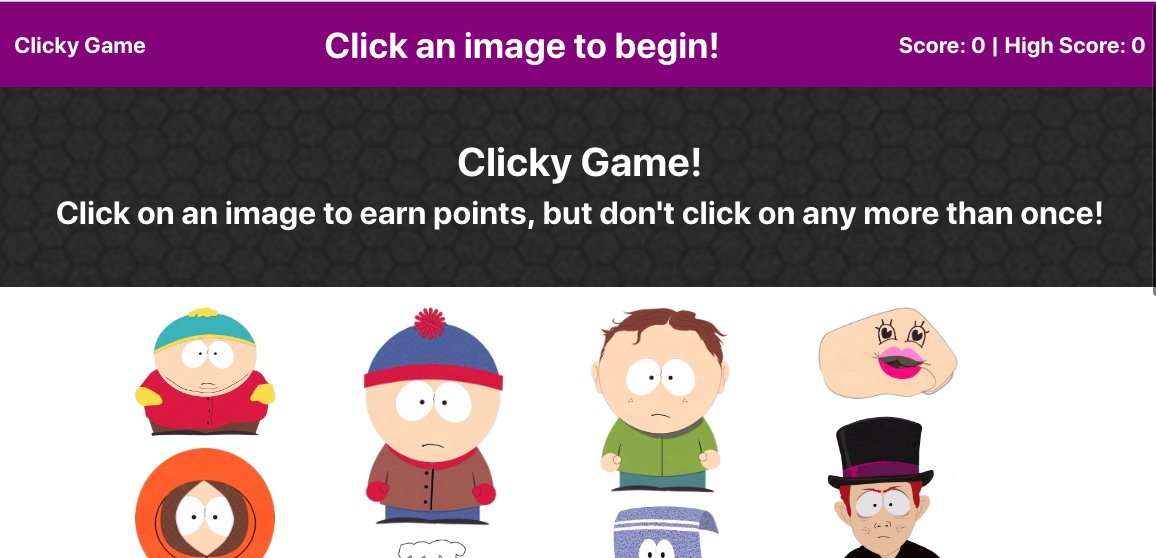 Clicky Game
Click an image to begin!
Score: 0 | High Score: 0
Clicky Game!
Click on an image to earn points, but don't click on any more than once!